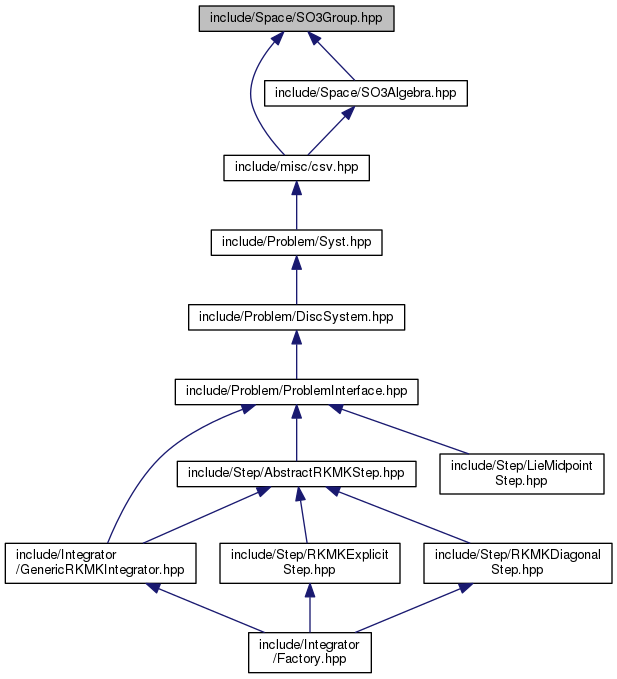 include/Space/SO3Group.hpp
include/Space/SO3Algebra.hpp
include/misc/csv.hpp
include/Problem/Syst.hpp
include/Problem/DiscSystem.hpp
include/Problem/ProblemInterface.hpp
include/Step/AbstractRKMKStep.hpp
include/Step/LieMidpoint
Step.hpp
include/Integrator
/GenericRKMKIntegrator.hpp
include/Step/RKMKExplicit
Step.hpp
include/Step/RKMKDiagonal
Step.hpp
include/Integrator
/Factory.hpp